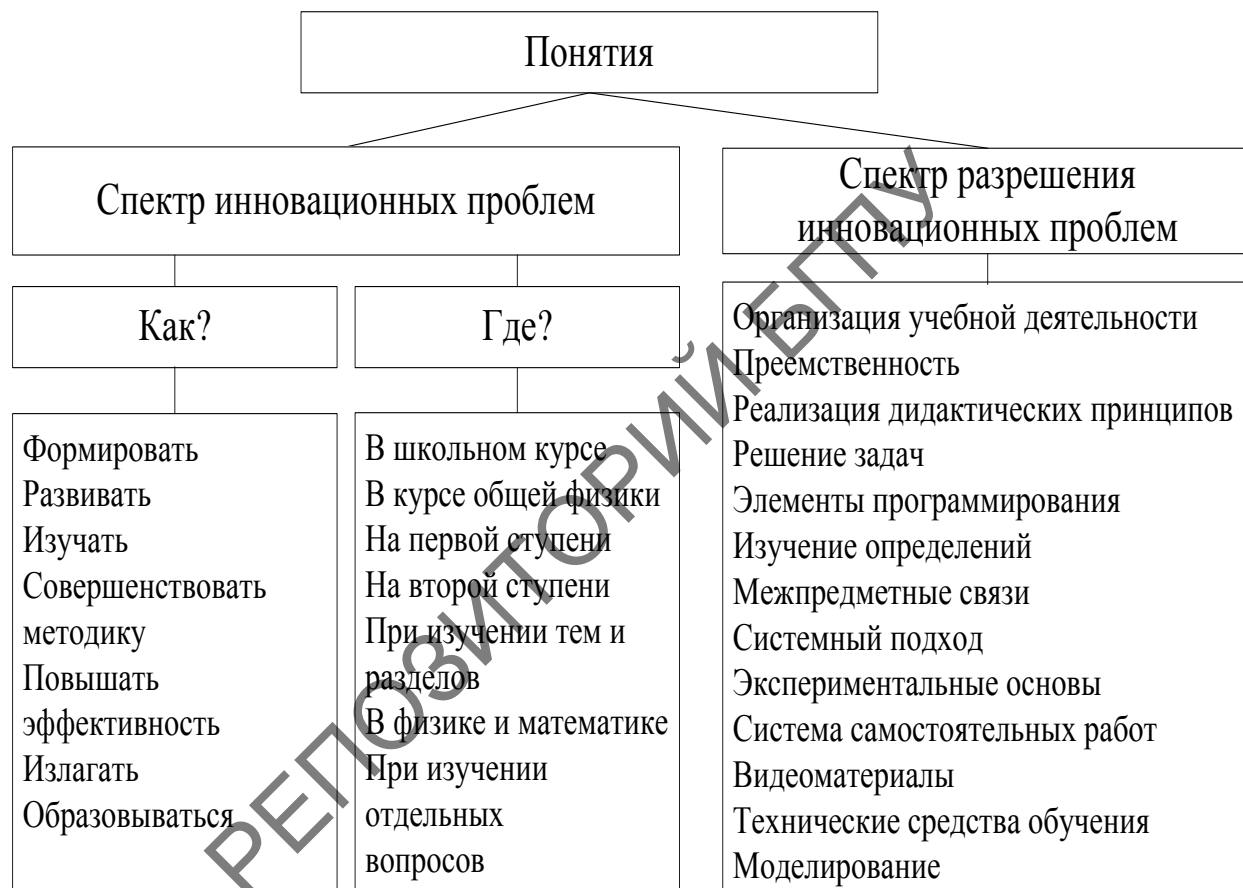 Понятия
Спектр инновационных проблем
Спектр разрешения
инновационных проблем
Как?
Где?
Формировать
Развивать
Изучать
Совершенствовать
методику
Повышать
эффективность
Излагать
Образовываться
В школьном курсе
В курсе общей физики
На первой ступени
На второй ступени
При изучении тем и
разделов
В физике и математике
При изучении
отдельных
вопросов
Организация учебной деятельности
Преемственность
Реализация дидактических принципов
Решение задач
Элементы программирования
Изучение определений
Межпредметные связи
Системный подход
Экспериментальные основы
Система самостоятельных работ
Видеоматериалы
Технические средства обучения
Моделирование
РЕПОЗИТОРИЙ БГПУ